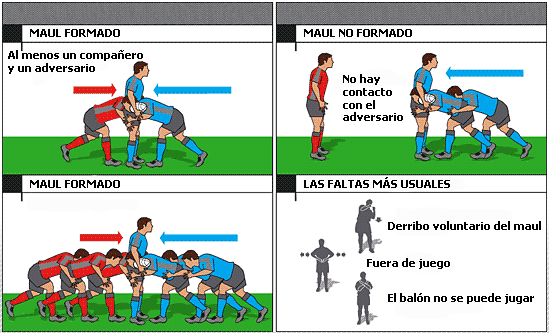 MAUL FORMADO
Al menos un compañero
y un adversario
MAUL NO FORMADO
No hay
contacto
con el
adversario
MAUL FORMADO
LAS FALTAS MÁS USUALES
Derribo voluntario del maul
Fuera de juego
El balón no se puede jugar